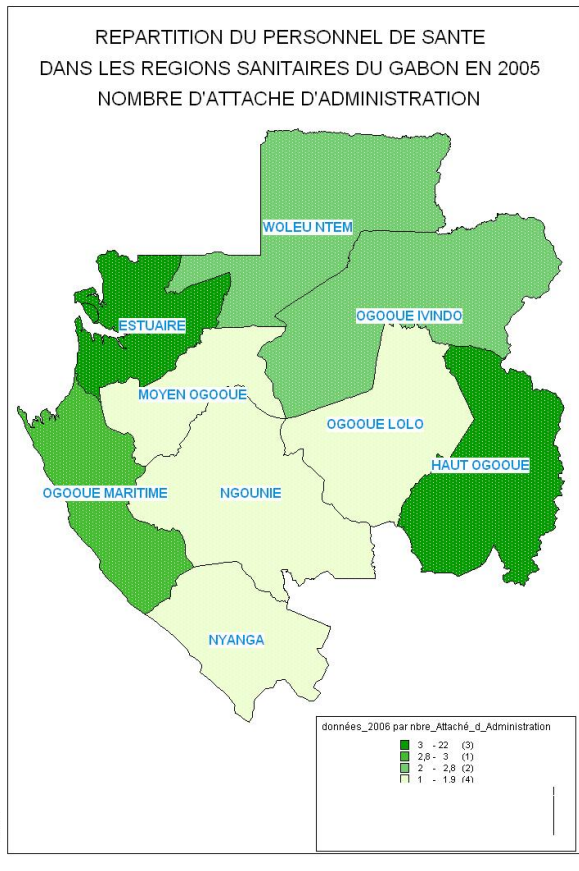 REPARTITION DU PERSONNEL DE SANTE
DANS LES REGIONS SANITAIRES DU GABON EN 2005
NOMBRE D'ATTACHE D'ADMINISTRATION
WOLEU NTEM
OGOOUE IVINDO
ESTUAIRE
MOYEN OGOOUE
OGOOUE LOLO
HAUT OGOOUE
OGOOUE MARITIME
NGOUNIE
NYANGA
données_2006 par nbre_Attaché_d_Administration
3 - 22 (3)
2,8 - 3 (1)
2 - 2,8 (2)
1 - 1,9 (4)